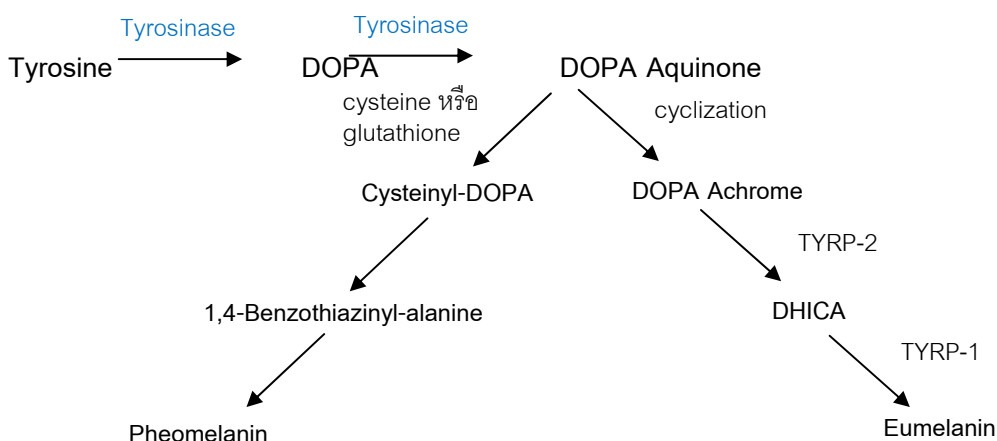 Tyrosinase
Tyrosinase
Tyrosine
DOPA
DOPA Aquinone
cysteine หรือ
glutathione
cyclization
Cysteinyl-DOPA
DOPA Achrome
TYRP-2
1,4-Benzothiazinyl-alanine
DHICA
TYRP-1
Pheomelanin
Eumelanin